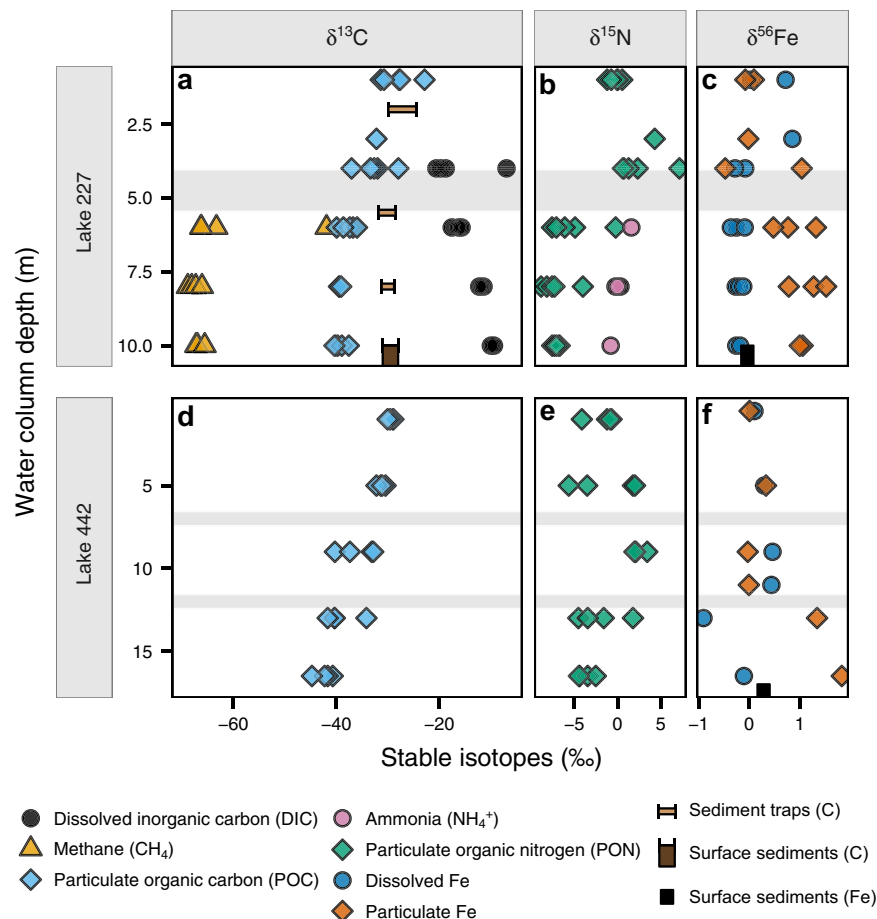 δ13C δ15N δ56Fe
a b c
Lake 227
2.5
5.0
7.5
10.0
Water column depth (m)
d e f
Lake 442
5
10
15
−60 −40 −20 −5 0 5 −1 0 1
Stable isotopes (‰)
Dissolved inorganic carbon (DIC)
Methane (CH4)
Particulate organic carbon (POC)
Ammonia (NH4+)
Particulate organic nitrogen (PON)
Dissolved Fe
Particulate Fe
Sediment traps (C)
Surface sediments (C)
Surface sediments (Fe)